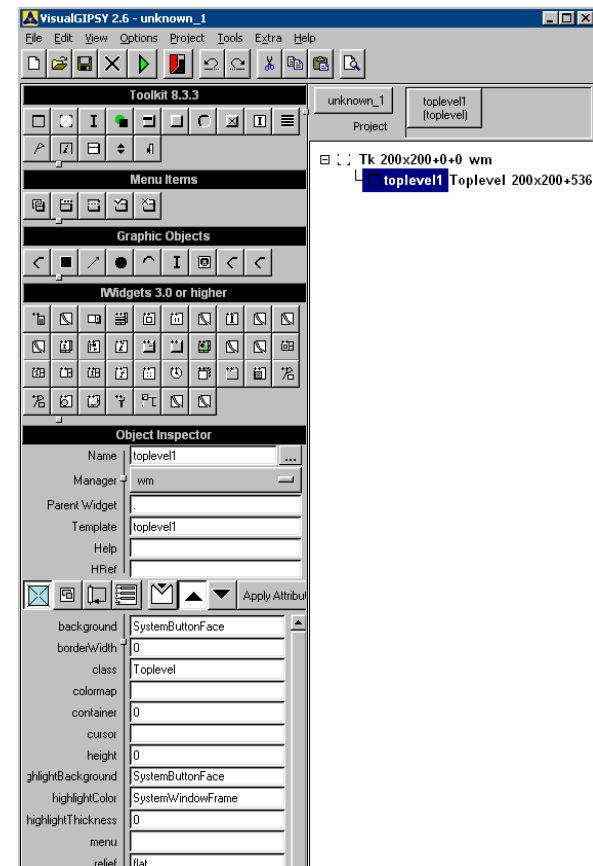 VisualGIPSY 2.6 - unknown_1
File Edit View Options Project Tools Extra Help
Toolkit 8.3.3
Menu Items
Graphic Objects
IWidgets 3.0 or higher
Object Inspector
Name toplevel1 ...
Manager wm
Parent Widget .
Template toplevel1
Help
HRef
Apply Attribu
background SystemButtonFace
borderWidth 0
class Toplevel
colormap
container 0
cursor
height 0
ghlightBackground SystemButtonFace
highlightColor SystemWindowFrame
highlightThickness 0
menu
relief flat
unknown_1
Project
toplevel1
(toplevel)
Tk 200x200+0+0 wm
toplevel1 Toplevel 200x200+536